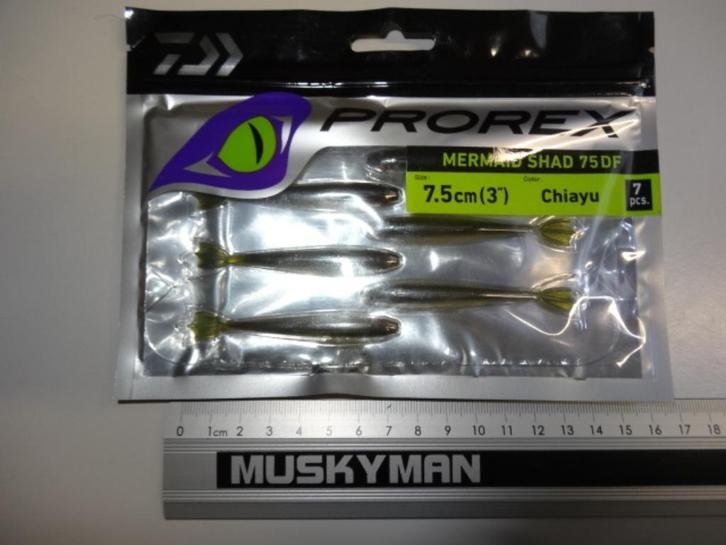 PROREX
MERMAID SHAD 75DF
Size: Color:
7.5cm(3") Chiayu 7 pcs.
0 1cm 2 3 4 5 6 7 8 9 10 11 12 13 14 15 16 17 18
MUSKYMAN